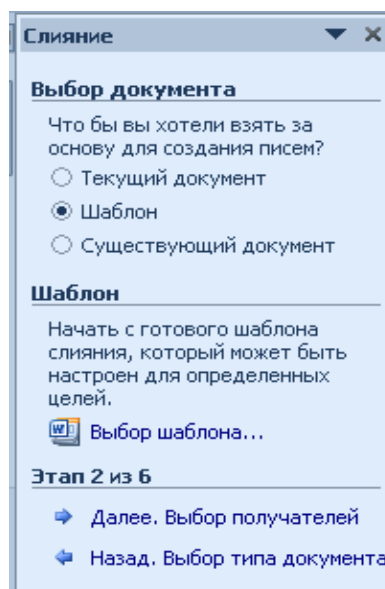 Слияние
Выбор документа
Что бы вы хотели взять за
основу для создания писем?
Текущий документ
Шаблон
Существующий документ
Шаблон
Начать с готового шаблона
слияния, который может быть
настроен для определенных
целей.
Выбор шаблона...
Этап 2 из 6
Далее. Выбор получателей
Назад. Выбор типа документа